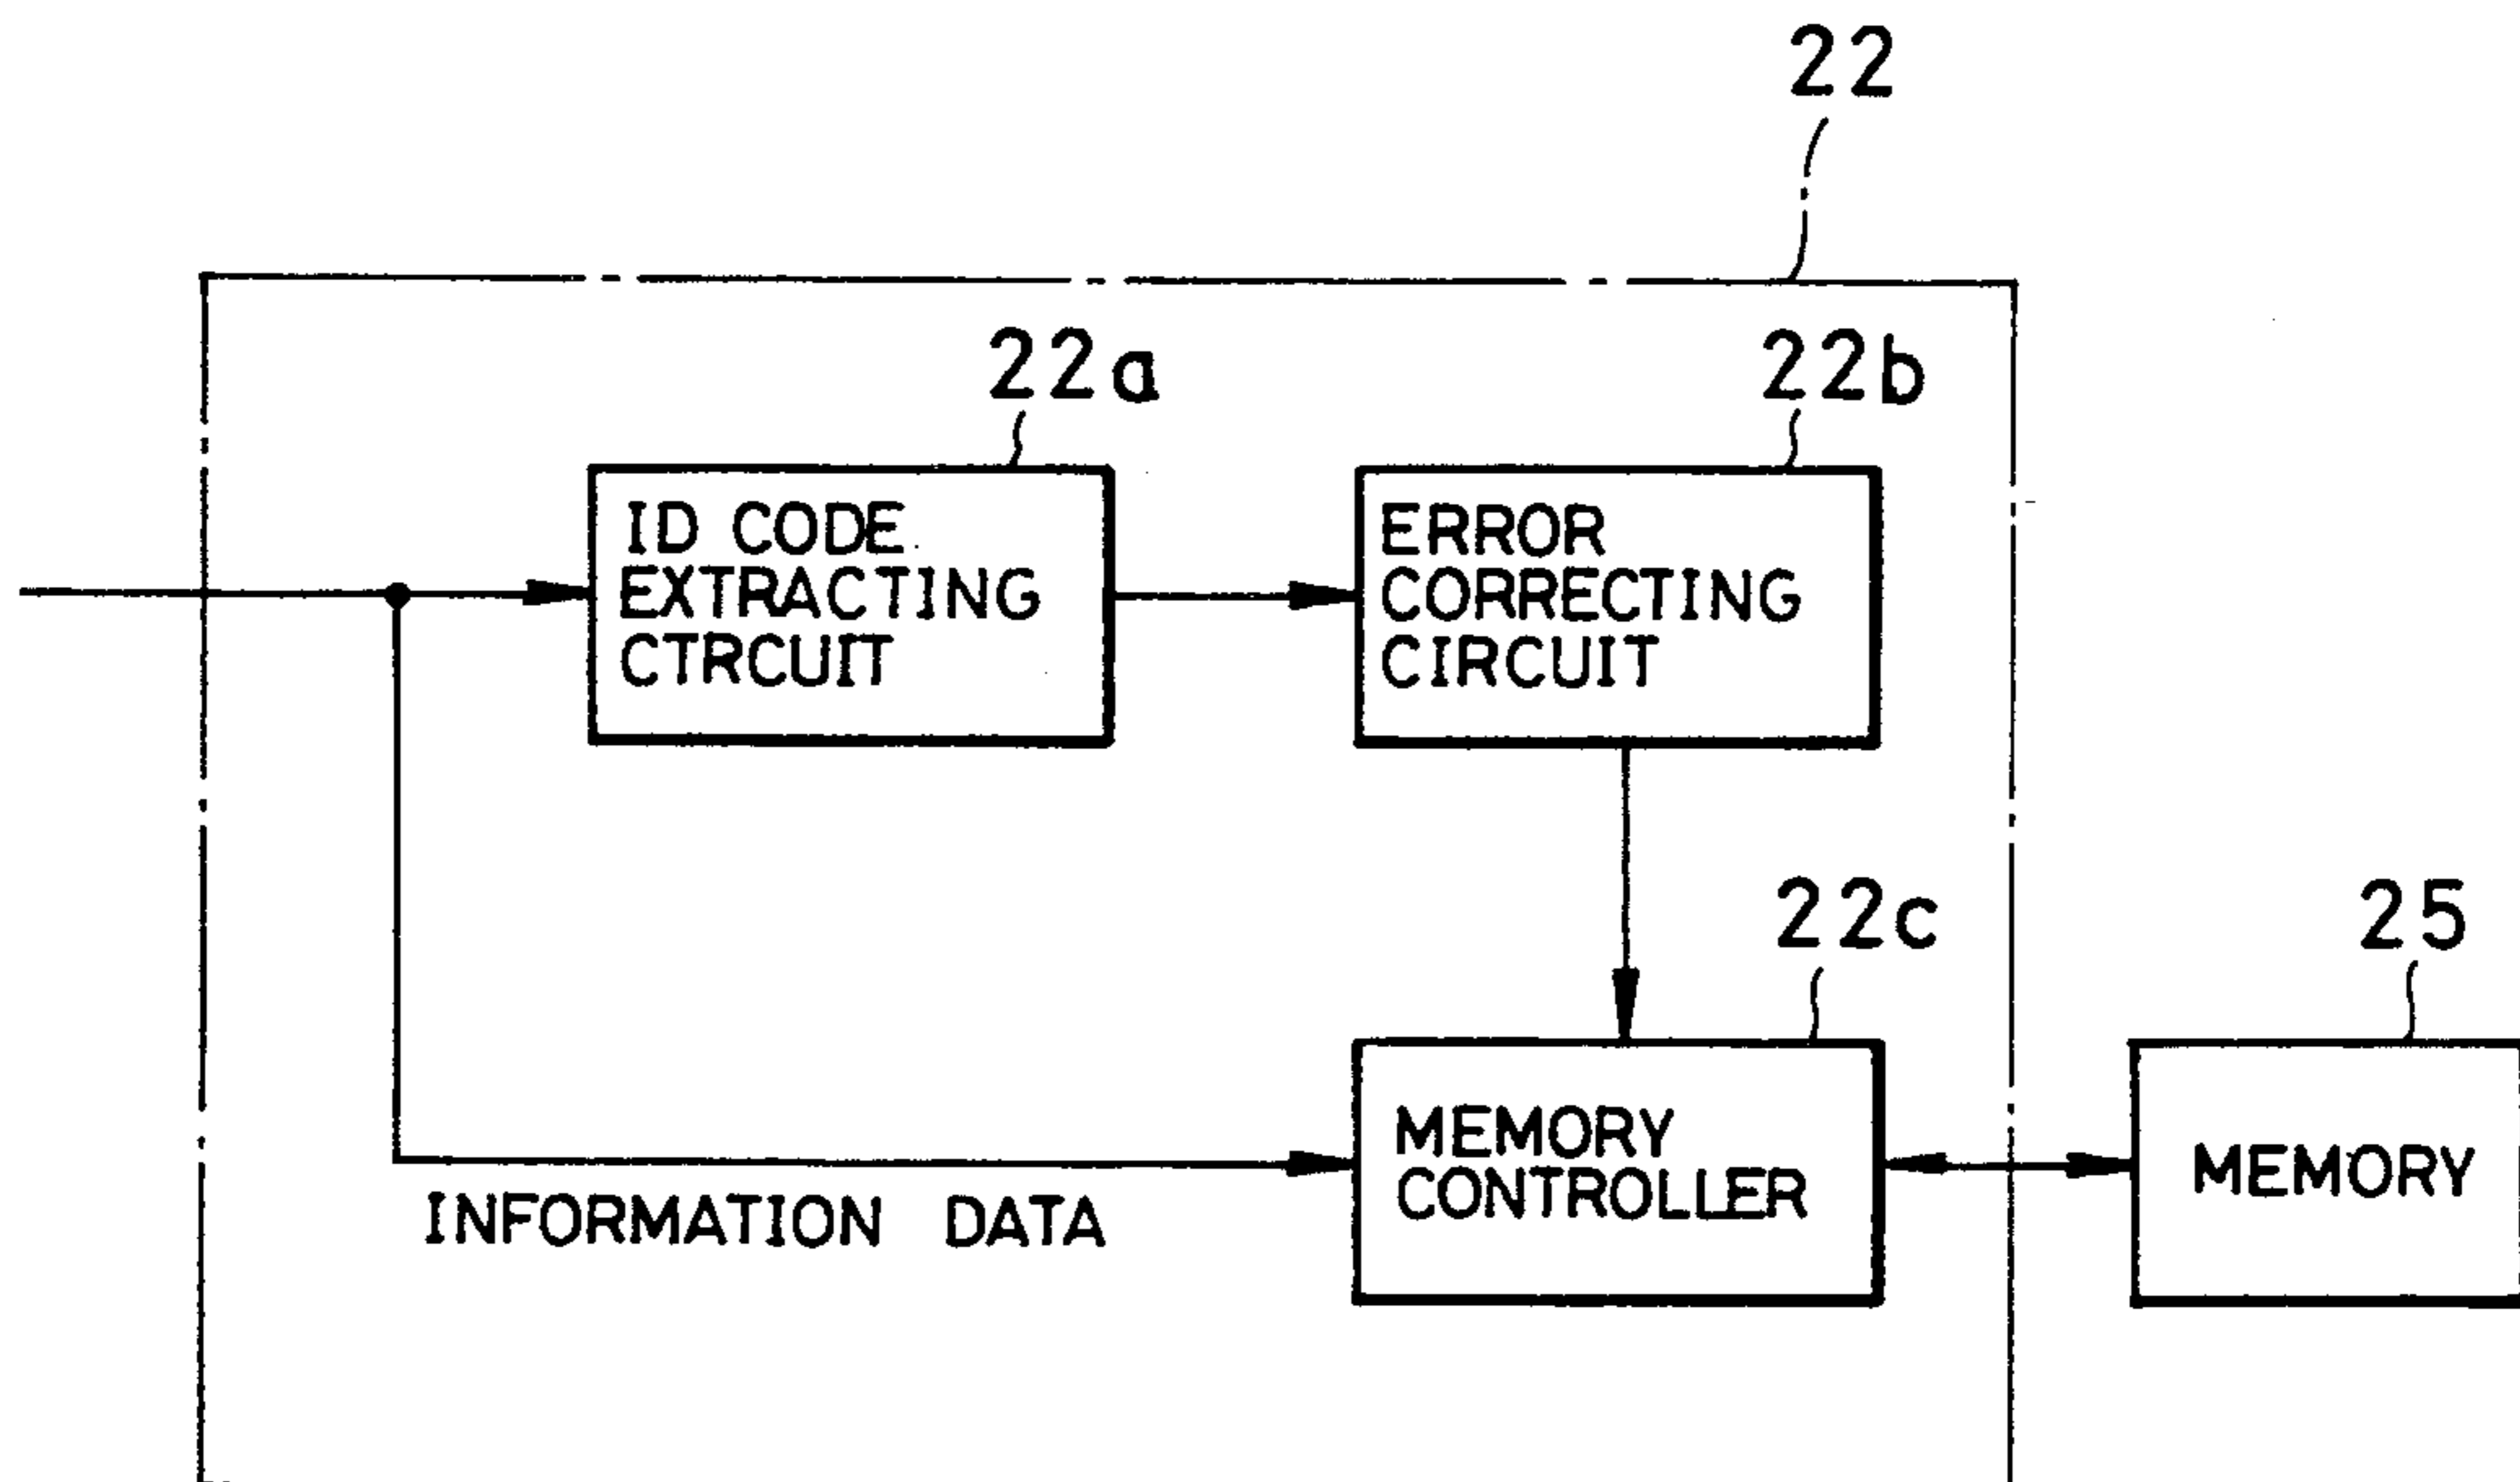 22
22a
22b
ID CODE
EXTRACTING
CTRCUIT
ERROR
CORRECTING
CIRCUIT
22c
25
MEMORY
CONTROLLER
MEMORY
INFORMATION DATA